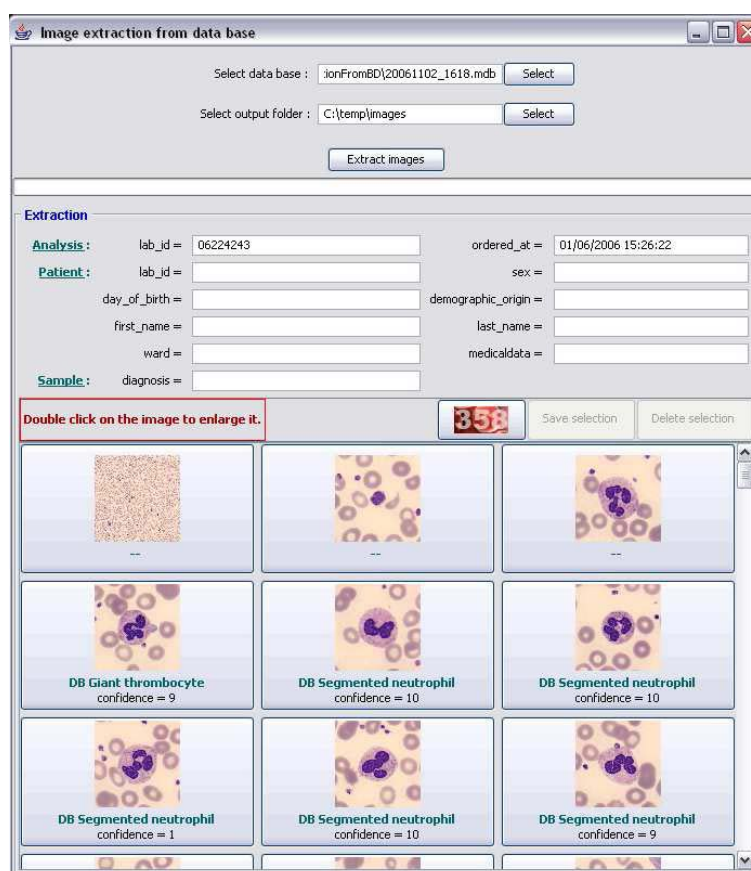 Image extraction from data base
Select data base : ionFromBD\20061102_1618.mdb Select
Select output folder : C:\temp\images Select
Extract images
Extraction
Analysis : lab_id = 06224243 ordered_at = 01/06/2006 15:26:22
Patient : lab_id = sex =
day_of_birth = demographic_origin =
first_name = last_name =
ward = medicaldata =
Sample : diagnosis =
Double click on the image to enlarge it. 358 Save selection Delete selection
-- -- --
DB Giant thrombocyte DB Segmented neutrophil DB Segmented neutrophil
confidence = 9 confidence = 10 confidence = 10
DB Segmented neutrophil DB Segmented neutrophil DB Segmented neutrophil
confidence = 1 confidence = 10 confidence = 9